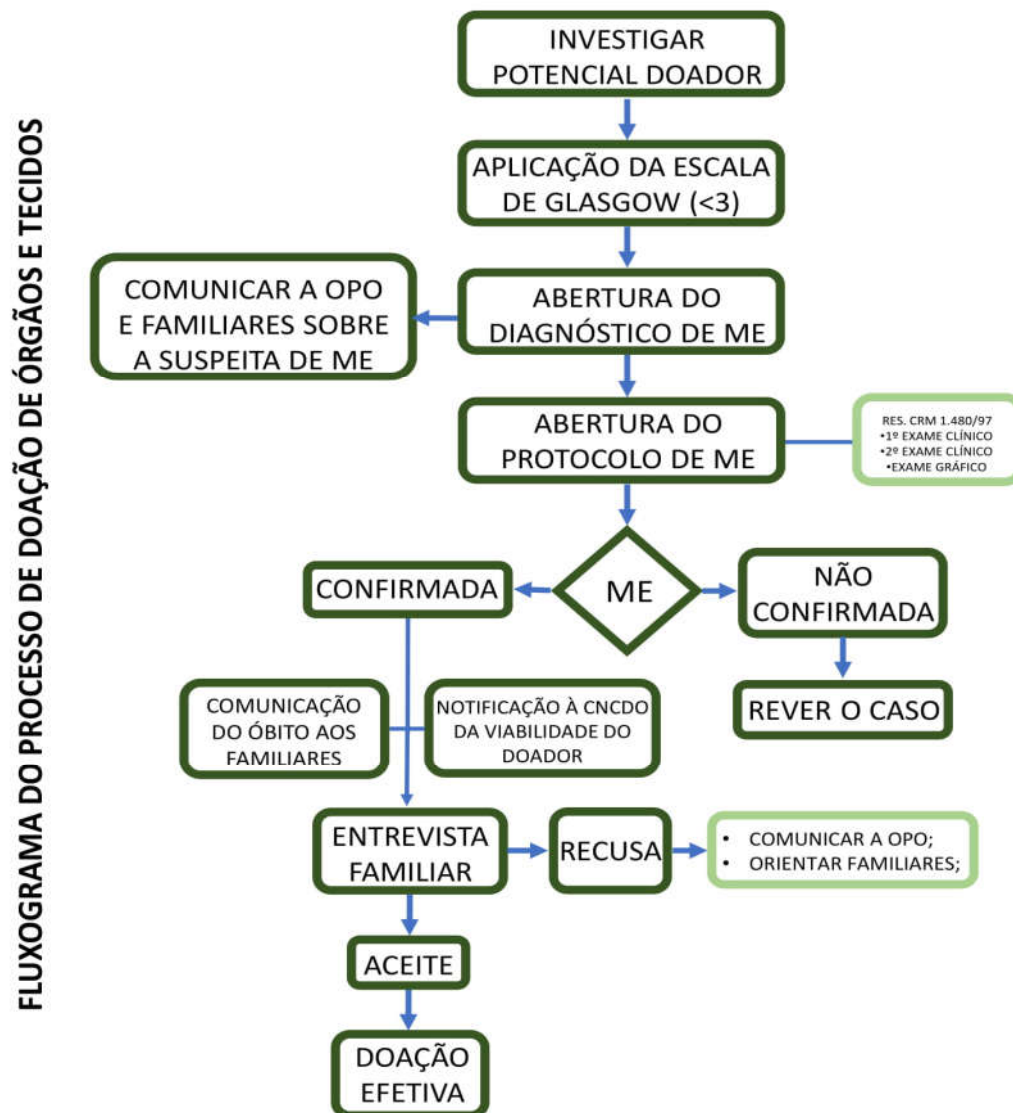 FLUXOGRAMA DO PROCESSO DE DOAÇÃO DE ÓRGÃOS E TECIDOS
INVESTIGAR
POTENCIAL DOADOR
APLICAÇÃO DA ESCALA
DE GLASGOW (<3)
COMUNICAR A OPO
E FAMILIARES SOBRE
A SUSPEITA DE ME
ABERTURA DO
DIAGNÓSTICO DE ME
ABERTURA DO
PROTOCOLO DE ME
RES. CRM 1.480/97
•1º EXAME CLÍNICO
•2º EXAME CLÍNICO
•EXAME GRÁFICO
CONFIRMADA
ME
NÃO
CONFIRMADA
REVER O CASO
COMUNICAÇÃO
DO ÓBITO AOS
FAMILIARES
NOTIFICAÇÃO À CNCDO
DA VIABILIDADE DO
DOADOR
ENTREVISTA
FAMILIAR
RECUSA
• COMUNICAR A OPO;
• ORIENTAR FAMILIARES;
ACEITE
DOAÇÃO
EFETIVA